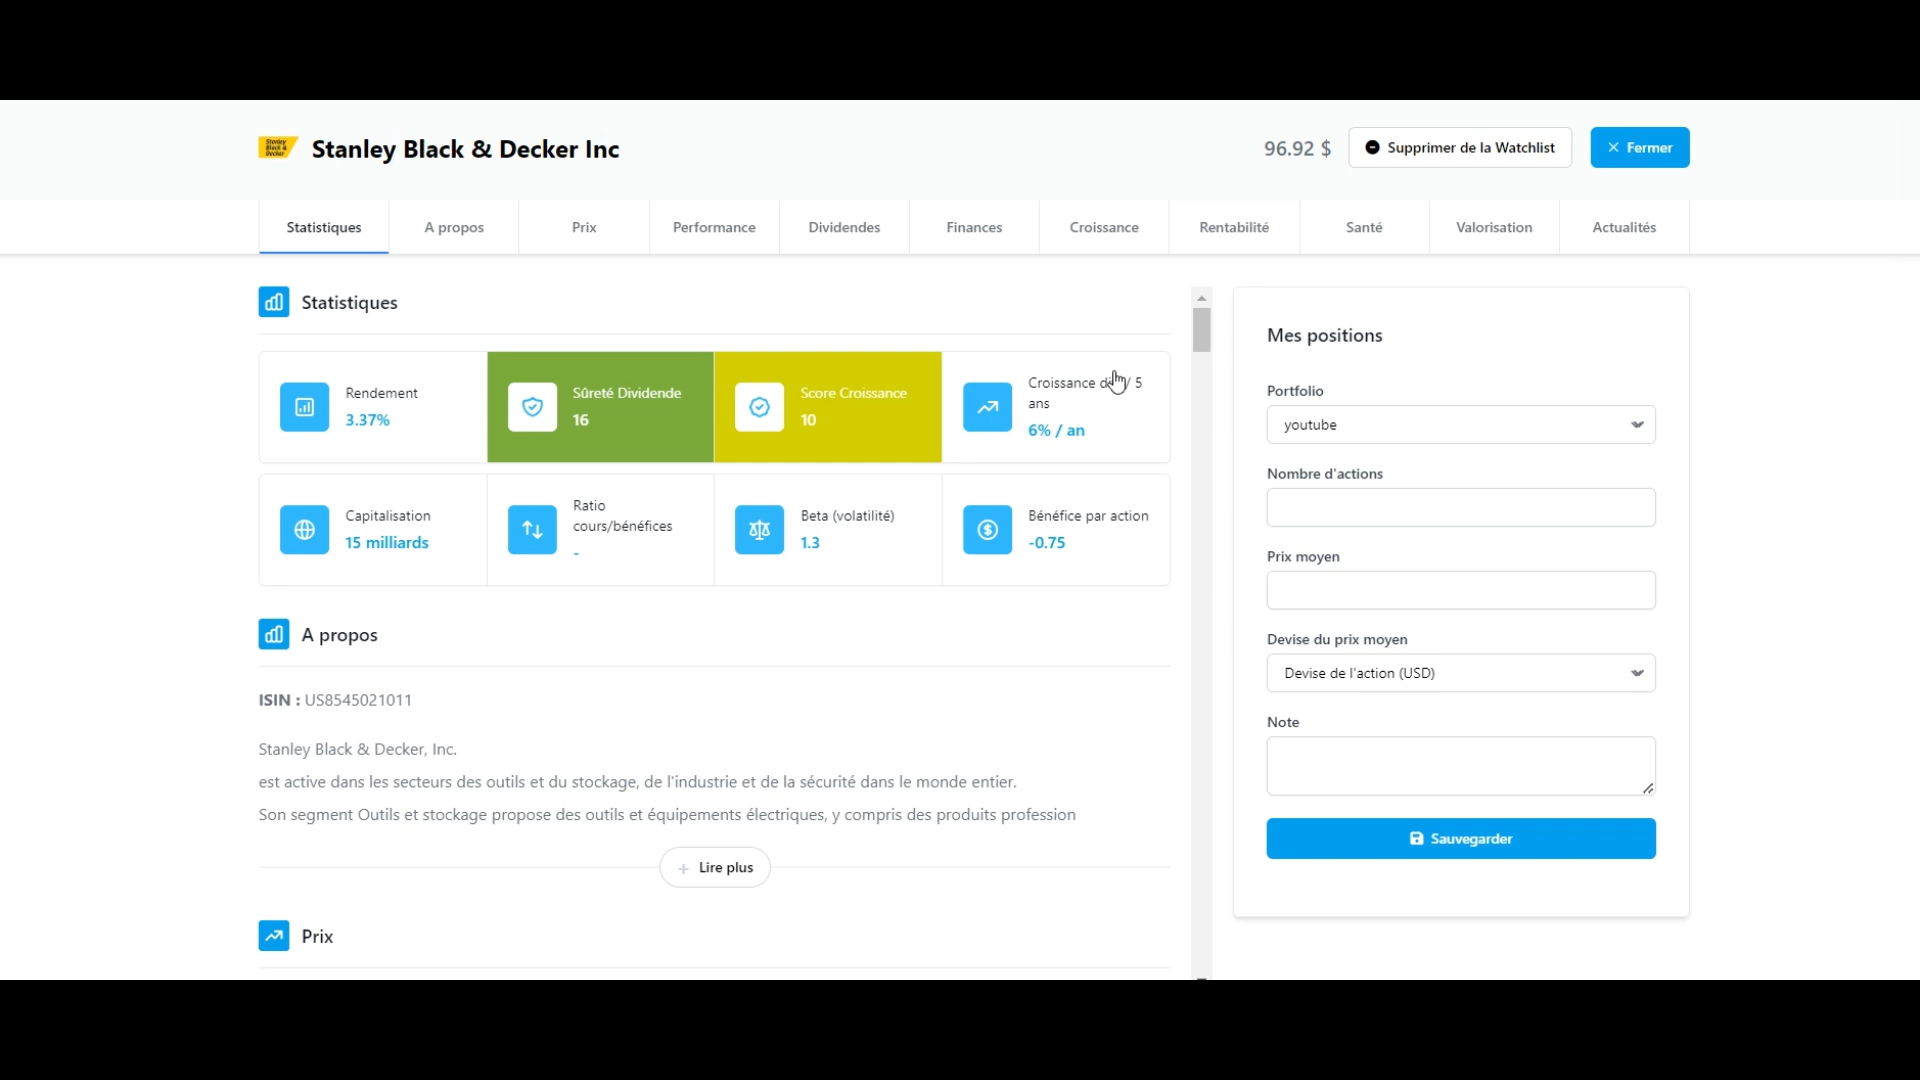 Stanley
Black &
Decker
Stanley Black & Decker Inc
96.92 $
Supprimer de la Watchlist
Fermer
Statistiques
A propos
Prix
Performance
Dividendes
Finances
Croissance
Rentabilité
Santé
Valorisation
Actualités
Statistiques
Rendement
3.37%
Sûreté Dividende
16
Score Croissance
10
Croissance / 5
ans
6% / an
Capitalisation
15 milliards
Ratio
cours/bénéfices
-
Beta (volatilité)
1.3
Bénéfice par action
-0.75
A propos
ISIN : US8545021011
Stanley Black & Decker, Inc.
est active dans les secteurs des outils et du stockage, de l'industrie et de la sécurité dans le monde entier.
Son segment Outils et stockage propose des outils et équipements électriques, y compris des produits profession
Lire plus
Prix
Mes positions
Portfolio
youtube
Nombre d'actions
Prix moyen
Devise du prix moyen
Devise de l'action (USD)
Note
Sauvegarder